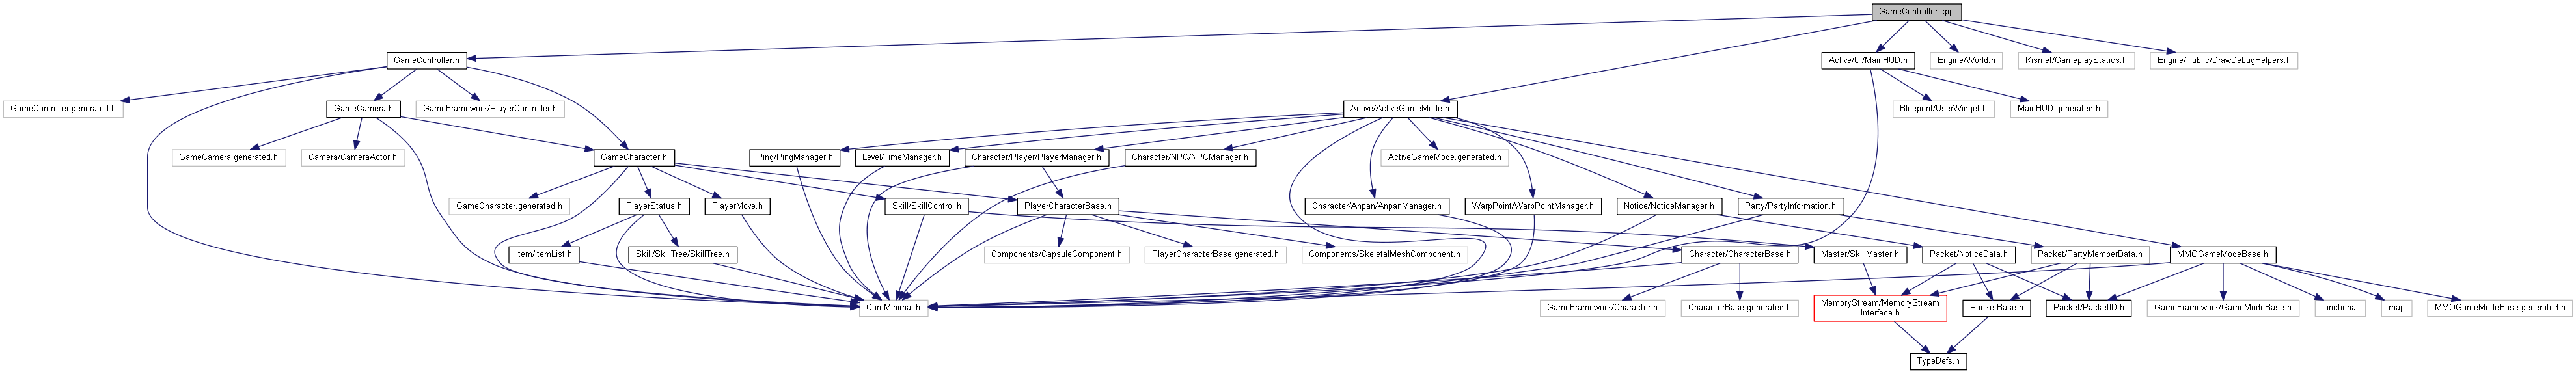 GameController.cpp
GameController.h
Active/UI/MainHUD.h
Engine/World.h
Kismet/GameplayStatics.h
Engine/Public/DrawDebugHelpers.h
GameController.generated.h
GameCamera.h
GameFramework/PlayerController.h
Active/ActiveGameMode.h
Blueprint/UserWidget.h
MainHUD.generated.h
GameCamera.generated.h
Camera/CameraActor.h
GameCharacter.h
Ping/PingManager.h
Level/TimeManager.h
Character/Player/PlayerManager.h
Character/NPC/NPCManager.h
ActiveGameMode.generated.h
GameCharacter.generated.h
PlayerStatus.h
PlayerMove.h
Skill/SkillControl.h
PlayerCharacterBase.h
Character/Anpan/AnpanManager.h
WarpPoint/WarpPointManager.h
Notice/NoticeManager.h
Party/PartyInformation.h
Item/ItemList.h
Skill/SkillTree/SkillTree.h
Components/CapsuleComponent.h
PlayerCharacterBase.generated.h
Components/SkeletalMeshComponent.h
Character/CharacterBase.h
Master/SkillMaster.h
Packet/NoticeData.h
Packet/PartyMemberData.h
MMOGameModeBase.h
CoreMinimal.h
GameFramework/Character.h
CharacterBase.generated.h
MemoryStream/MemoryStream
Interface.h
PacketBase.h
Packet/PacketID.h
GameFramework/GameModeBase.h
functional
map
MMOGameModeBase.generated.h
TypeDefs.h